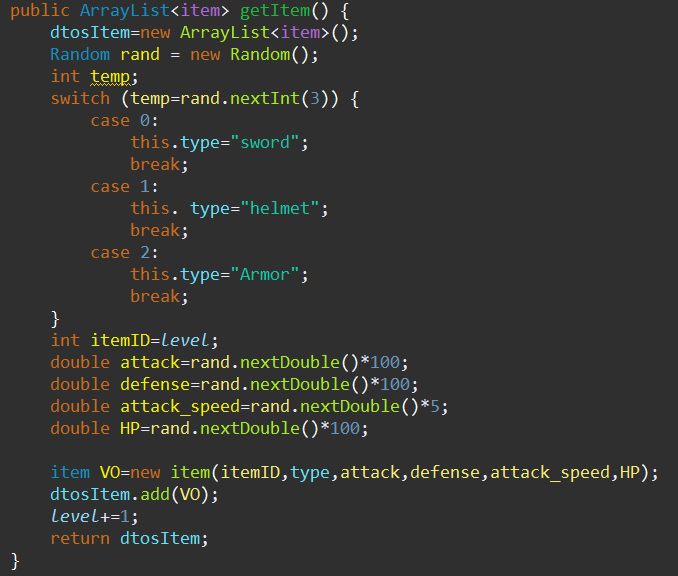 public ArrayList<item> getItem() {
    dtosItem=new ArrayList<item>();
    Random rand = new Random();
    int temp;
    switch (temp=rand.nextInt(3)) {
        case 0:
            this.type="sword";
            break;
        case 1:
            this. type="helmet";
            break;
        case 2:
            this.type="Armor";
            break;
    }
    int itemID=level;
    double attack=rand.nextDouble()*100;
    double defense=rand.nextDouble()*100;
    double attack_speed=rand.nextDouble()*5;
    double HP=rand.nextDouble()*100;

    item VO=new item(itemID,type,attack,defense,attack_speed,HP);
    dtosItem.add(VO);
    level+=1;
    return dtosItem;
}